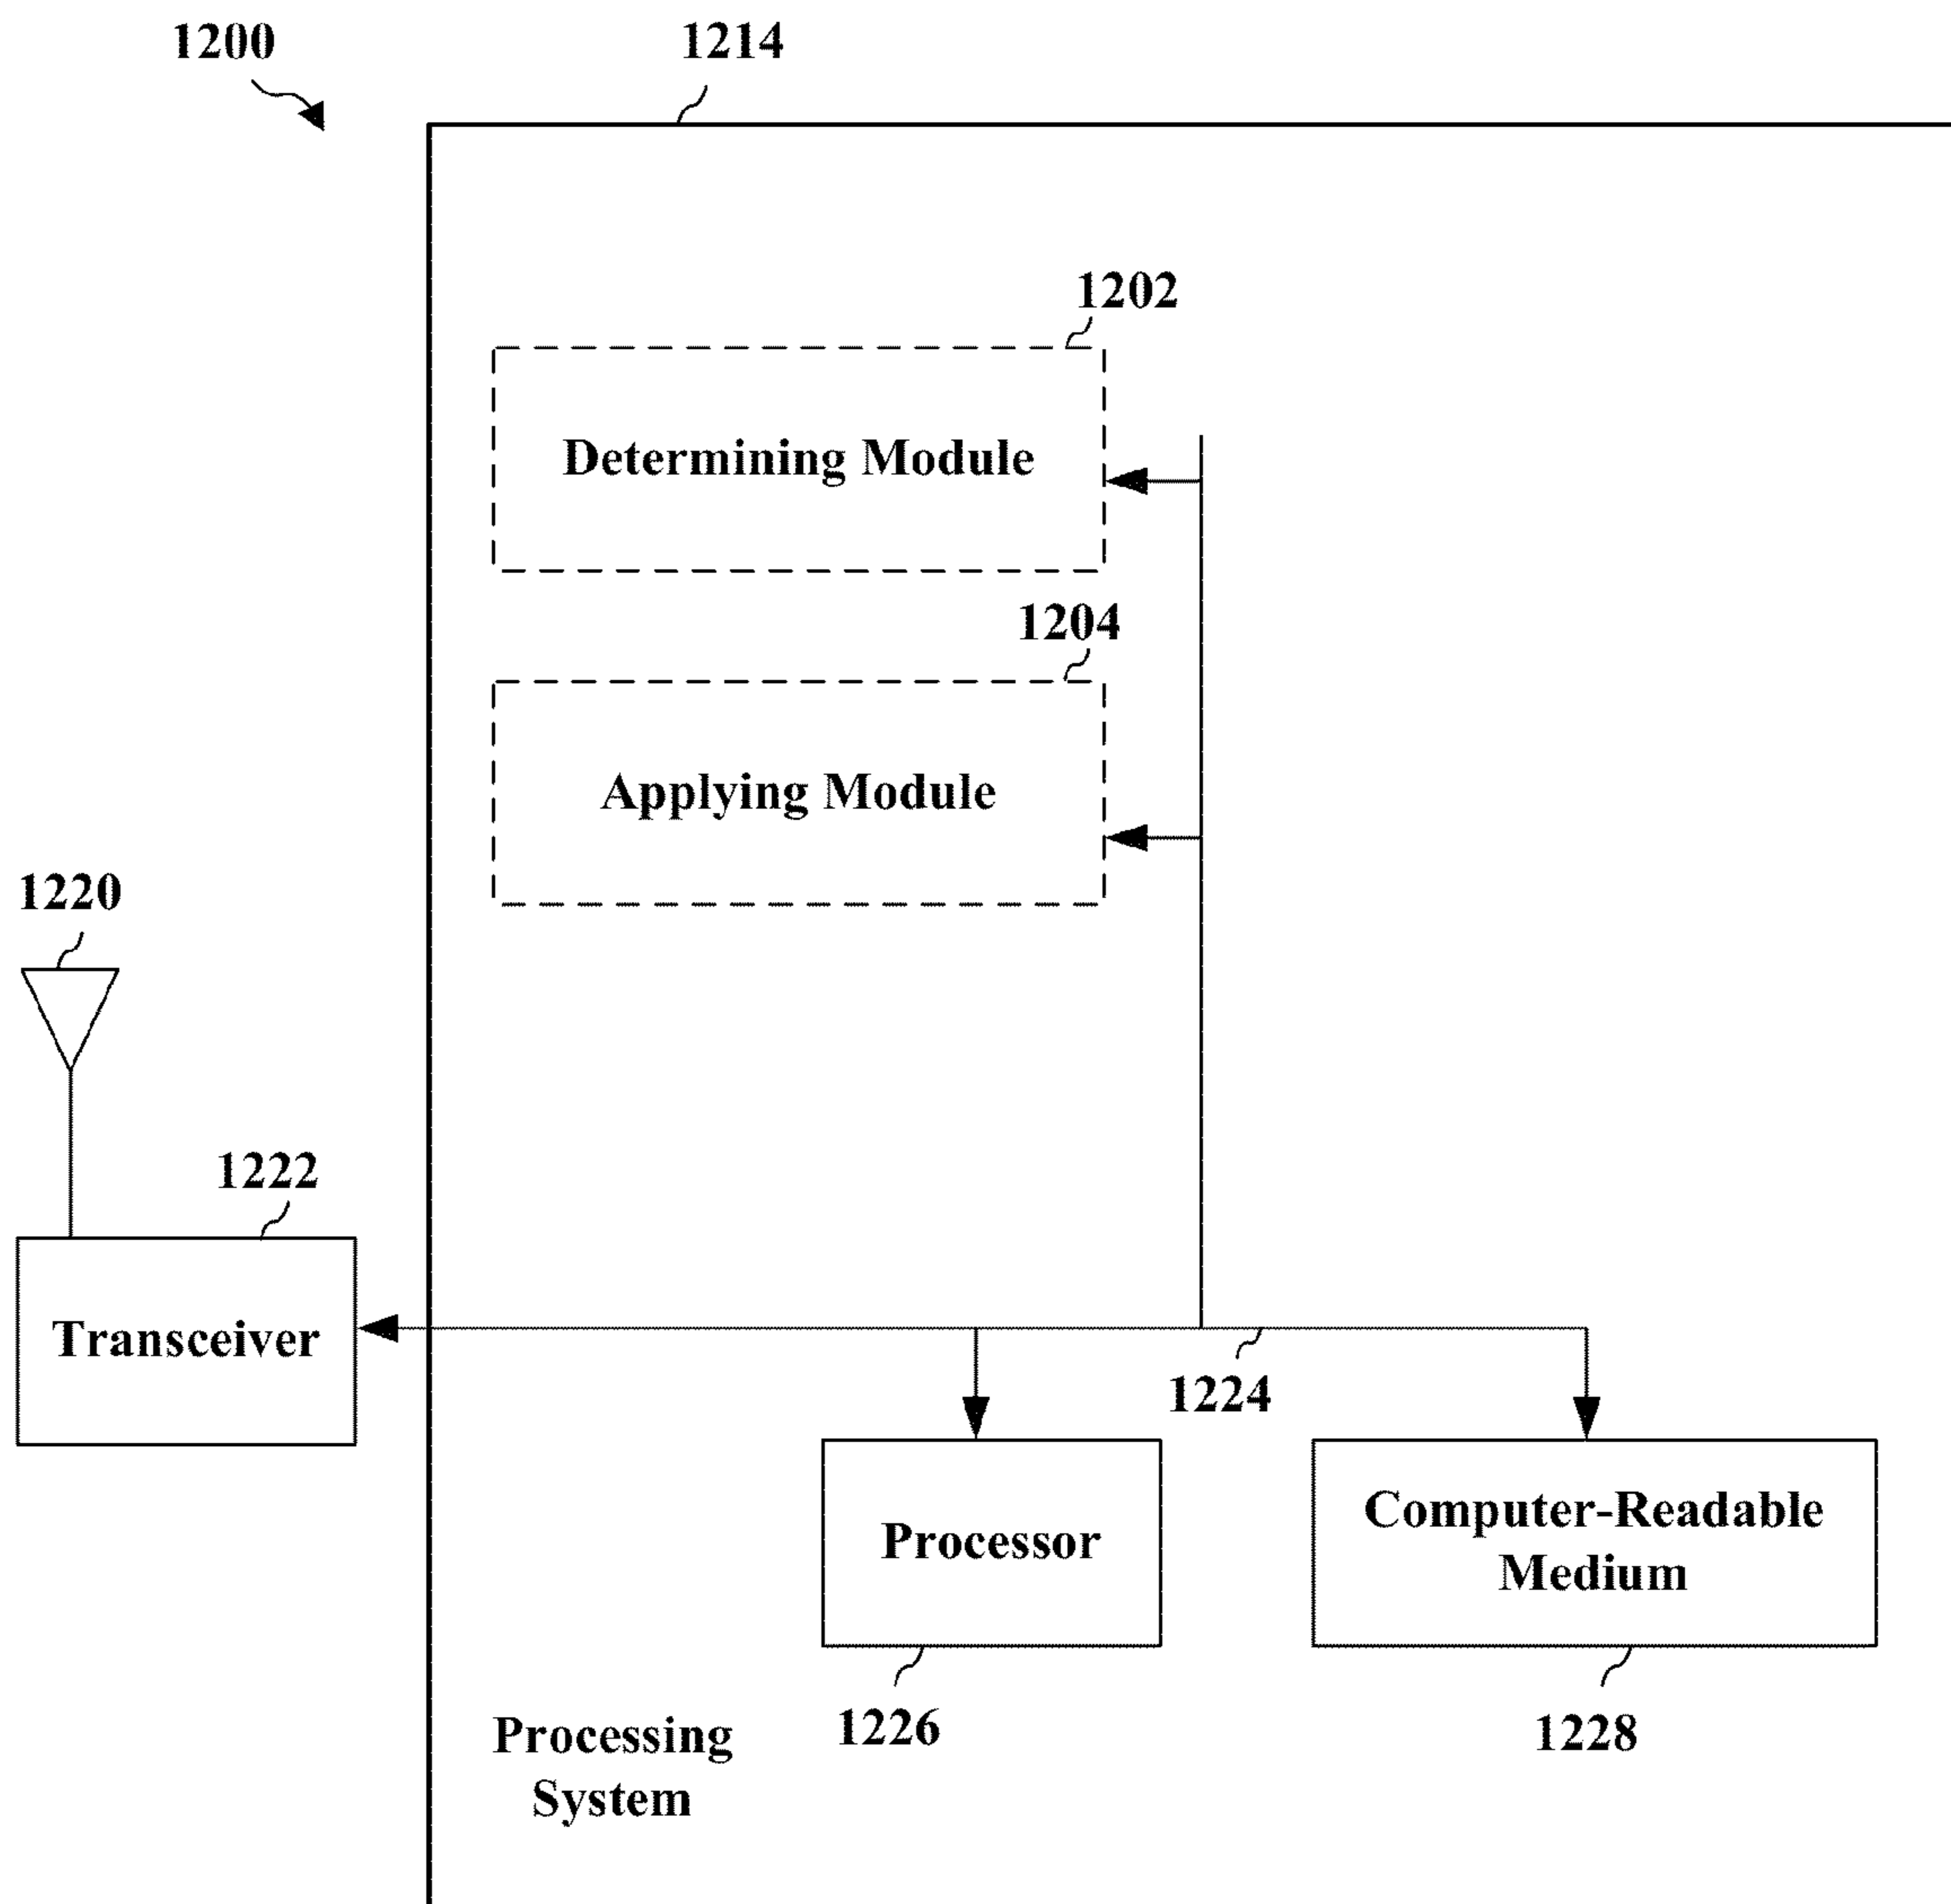 1200
1214
1202
Determining Module
1204
Applying Module
1220
1222
Transceiver
1224
Processor
Computer-Readable
Medium
1226
1228
Processing
System